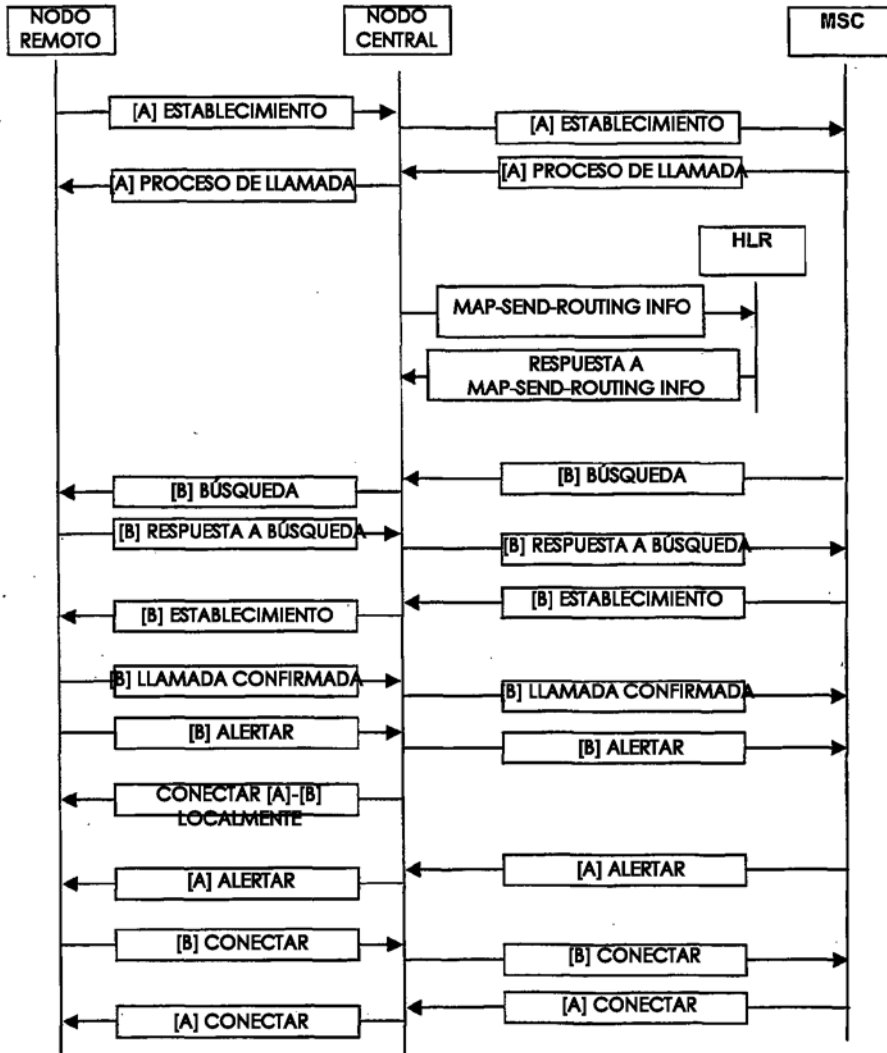 NODO
REMOTO
NODO
CENTRAL
MSC
[A] ESTABLECIMIENTO
[A] ESTABLECIMIENTO
[A] PROCESO DE LLAMADA
[A] PROCESO DE LLAMADA
HLR
MAP-SEND-ROUTING INFO
RESPUESTA A
MAP-SEND-ROUTING INFO
[B] BÚSQUEDA
[B] BÚSQUEDA
[B] RESPUESTA A BÚSQUEDA
[B] RESPUESTA A BÚSQUEDA
[B] ESTABLECIMIENTO
[B] ESTABLECIMIENTO
[B] LLAMADA CONFIRMADA
[B] LLAMADA CONFIRMADA
[B] ALERTAR
[B] ALERTAR
CONECTAR [A]-[B]
LOCALMENTE
[A] ALERTAR
[A] ALERTAR
[B] CONECTAR
[B] CONECTAR
[A] CONECTAR
[A] CONECTAR